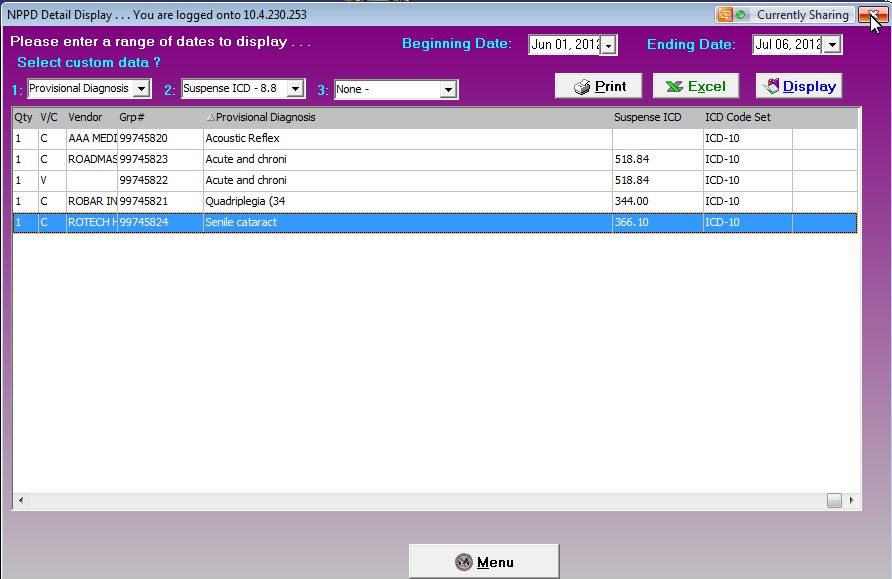 NPPD Detail Display . . . You are logged onto 10.4.230.253 Currently Sharing
Please enter a range of dates to display . . . Beginning Date: Jun 01, 2012 Ending Date: Jul 06, 2012
Select custom data ?
1: Provisional Diagnosis 2: Suspense ICD - 8.8 3: None - Print Excel Display
Qty V/C Vendor Grp# Provisional Diagnosis Suspense ICD ICD Code Set
1 C AAA MEDI 99745820 Acoustic Reflex ICD-10
1 C ROADMAS 99745823 Acute and chroni 518.84 ICD-10
1 V 99745822 Acute and chroni 518.84 ICD-10
1 C ROBAR IN 99745821 Quadriplegia (34 344.00 ICD-10
1 C ROTECH H 99745824 Senile cataract 366.10 ICD-10
Menu